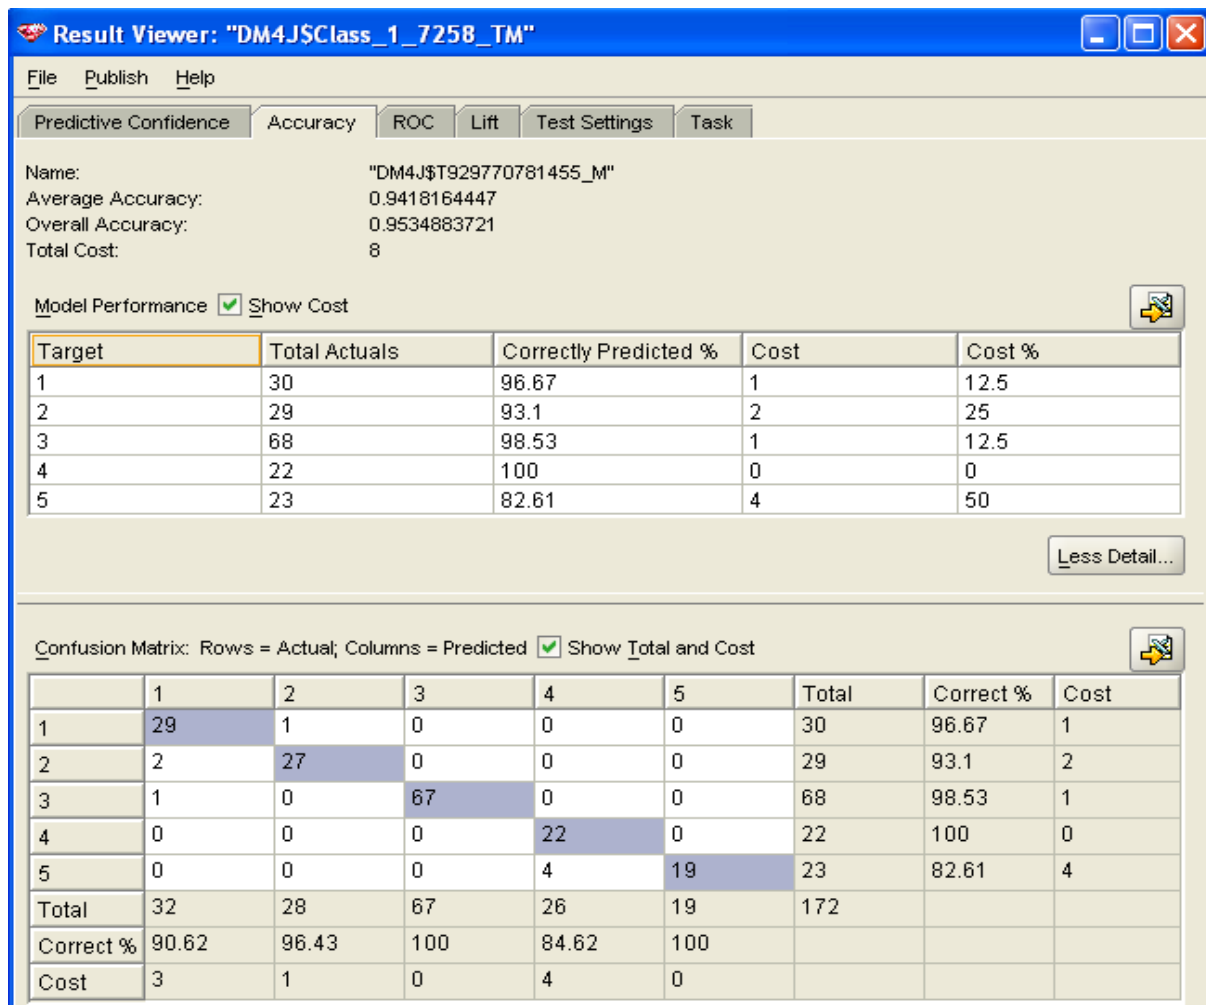 Result Viewer: "DM4J$Class_1_7258_TM"
File Publish Help
Predictive Confidence Accuracy ROC Lift Test Settings Task
Name: "DM4J$T929770781455_M"
Average Accuracy: 0.9418164447
Overall Accuracy: 0.9534883721
Total Cost: 8
Model Performance Show Cost
Target Total Actuals Correctly Predicted % Cost Cost %
1 30 96.67 1 12.5
2 29 93.1 2 25
3 68 98.53 1 12.5
4 22 100 0 0
5 23 82.61 4 50
Less Detail...
Confusion Matrix: Rows = Actual; Columns = Predicted Show Total and Cost
1 2 3 4 5 Total Correct % Cost
1 29 1 0 0 0 30 96.67 1
2 2 27 0 0 0 29 93.1 2
3 1 0 67 0 0 68 98.53 1
4 0 0 0 22 0 22 100 0
5 0 0 0 4 19 23 82.61 4
Total 32 28 67 26 19 172
Correct % 90.62 96.43 100 84.62 100
Cost 3 1 0 4 0